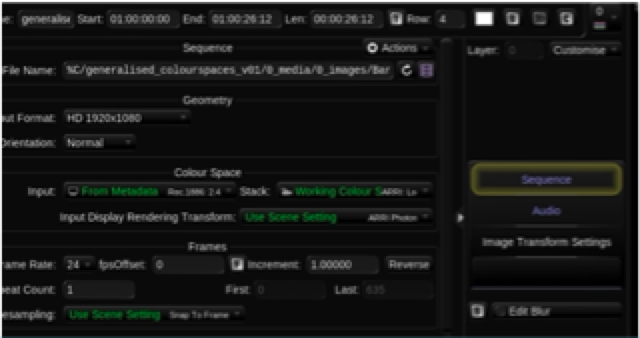 e: generalise Start: 01:00:00:00 End: 01:00:26:12 Len: 00:00:26:12 Row: 4 0
Sequence Actions
Layer: 0 Customise
File Name: %C/generalised_colourspaces_v01/0_media/0_images/Bar
Geometry
out Format: HD 1920x1080
Orientation: Normal
Colour Space
Sequence
Input: From Metadata Rec.1886: 2.4 Stack: Working Colour S ARRI: Lo
Audio
Input Display Rendering Transform: Use Scene Setting ARRI Photon
Image Transform Settings
Frames
ame Rate: 24 fpsOffset: 0 Increment: 1.00000 Reverse
eat Count: 1 First: 0 Last: 635
esampling: Use Scene Setting Snap To Frame
Edit Blur